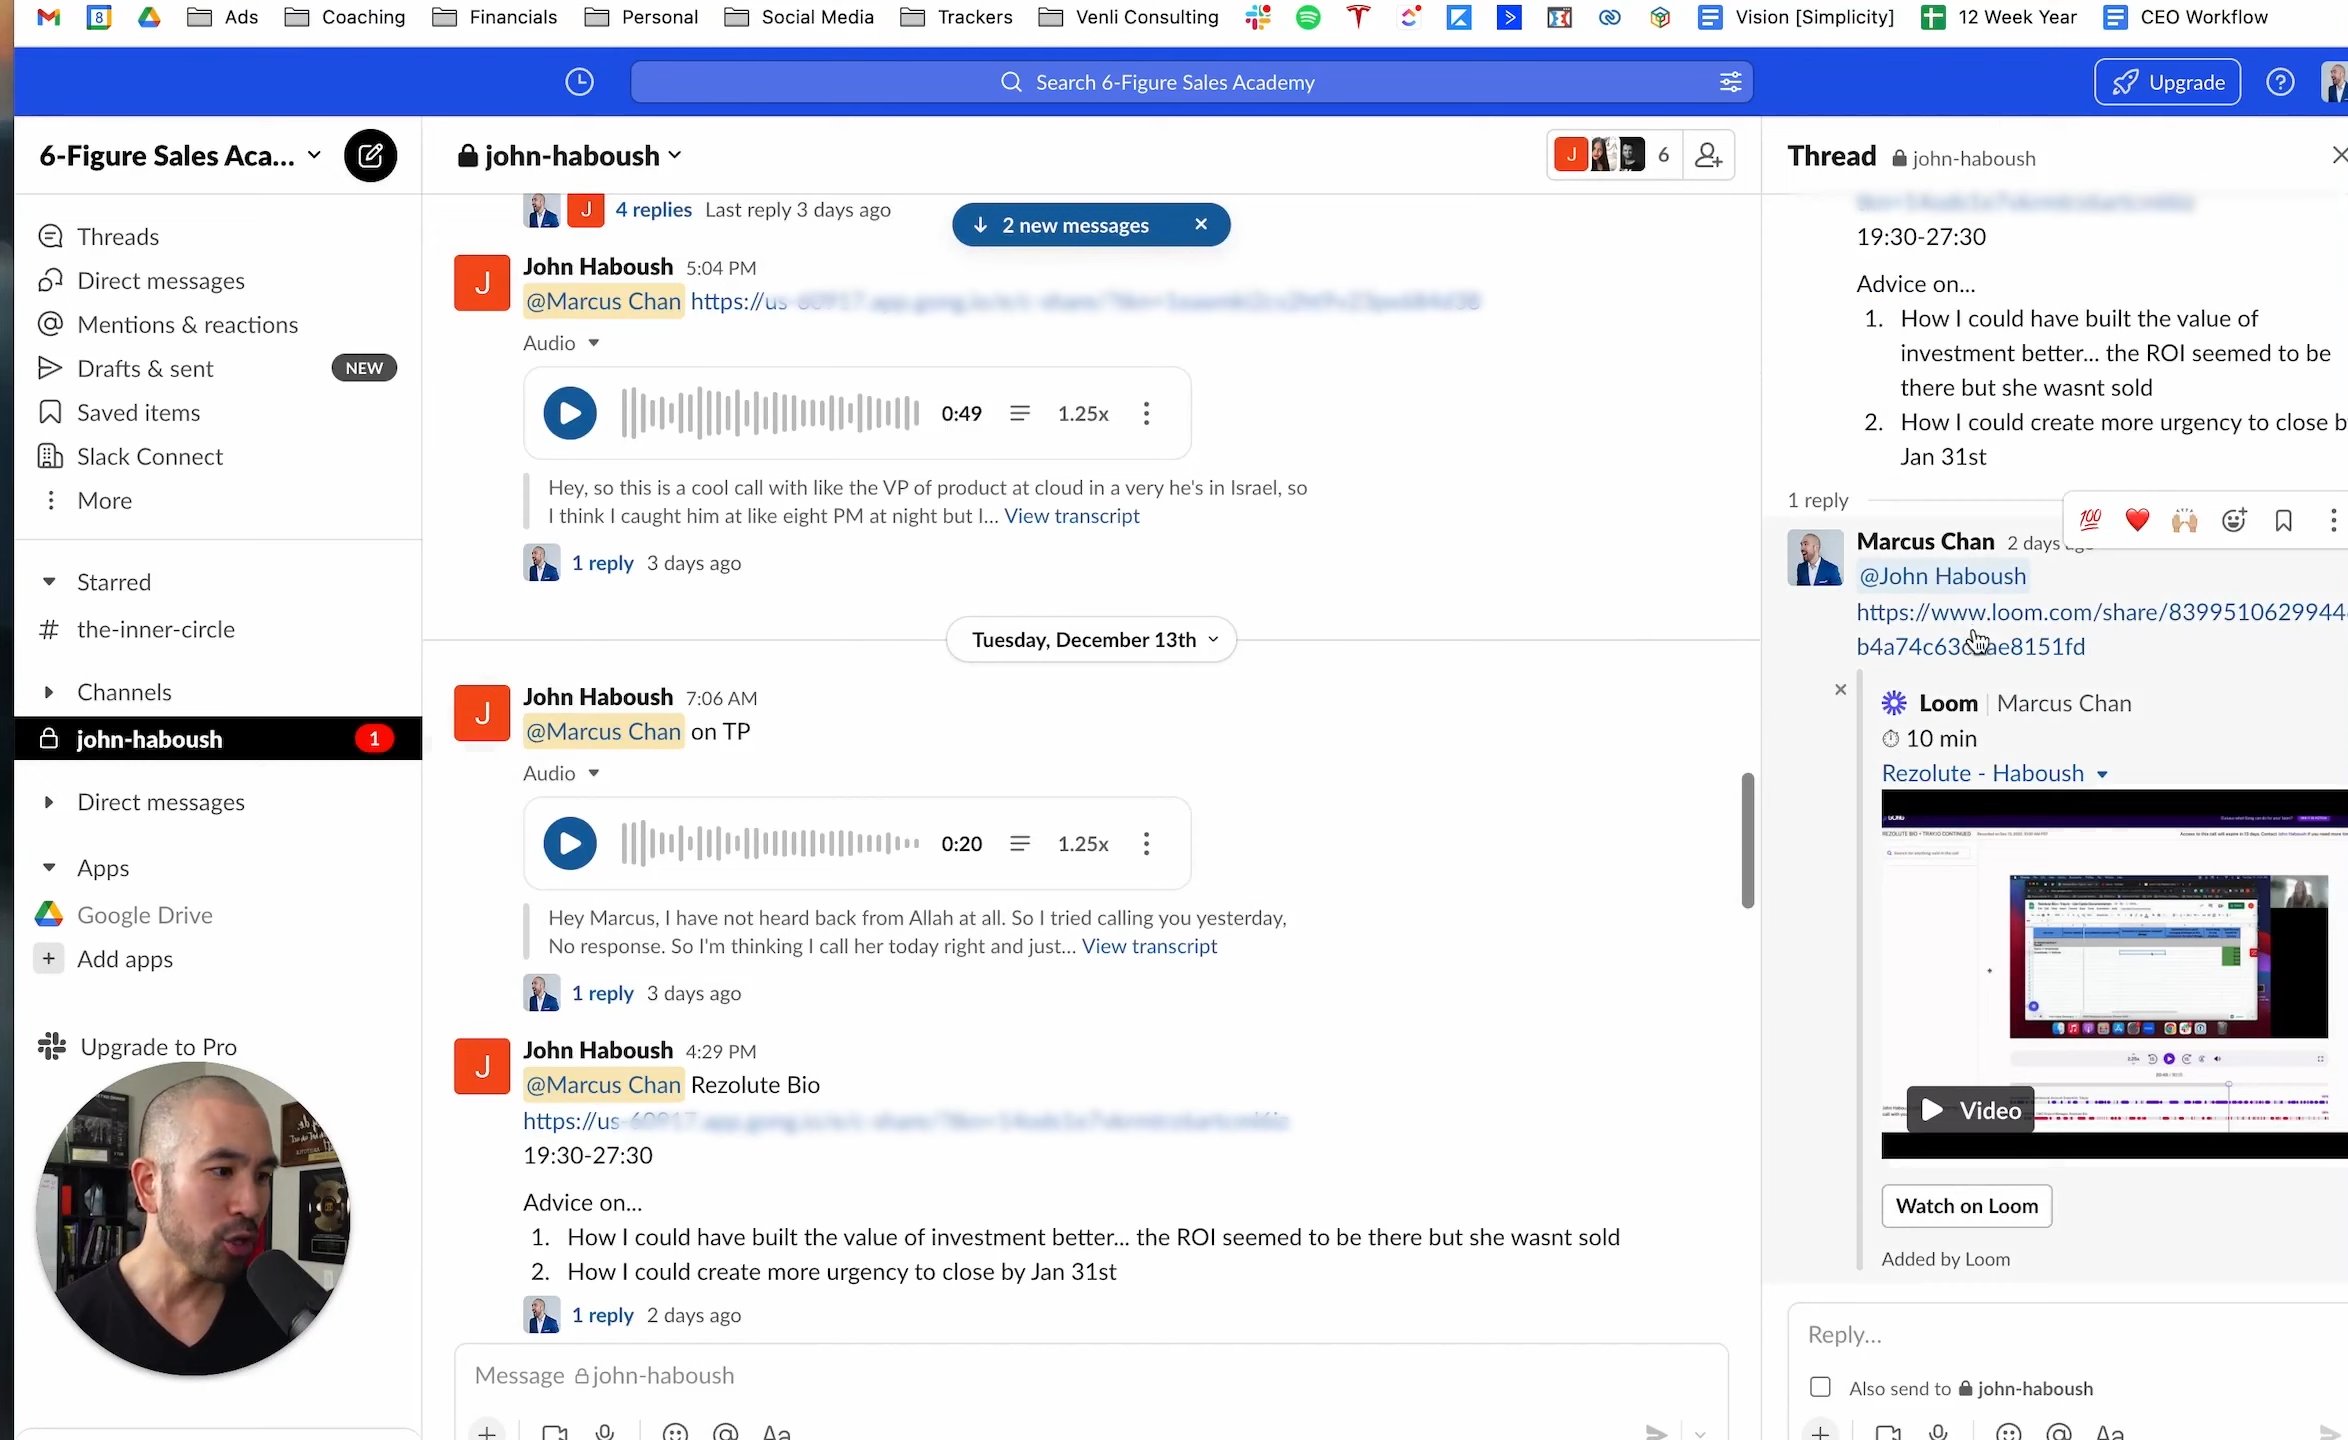 Ads
Coaching
Financials
Personal
Social Media
Trackers
Venli Consulting
Vision [Simplicity]
12 Week Year
CEO Workflow
Search 6-Figure Sales Academy
Upgrade
6-Figure Sales Aca...
Threads
Direct messages
Mentions & reactions
Drafts & sent NEW
Saved items
Slack Connect
More
Starred
# the-inner-circle
Channels
john-haboush 1
Direct messages
Apps
Google Drive
+ Add apps
Upgrade to Pro
john-haboush
6
J 4 replies Last reply 3 days ago
2 new messages
J
John Haboush 5:04 PM
@Marcus Chan https://us
Audio
0:49 1.25x
Hey, so this is a cool call with like the VP of product at cloud in a very he's in Israel, so
I think I caught him at like eight PM at night but I... View transcript
1 reply 3 days ago
Tuesday, December 13th
J
John Haboush 7:06 AM
@Marcus Chan on TP
Audio
0:20 1.25x
Hey Marcus, I have not heard back from Allah at all. So I tried calling you yesterday,
No response. So I'm thinking I call her today right and just... View transcript
1 reply 3 days ago
J
John Haboush 4:29 PM
@Marcus Chan Rezolute Bio
https://us
19:30-27:30
Advice on...
1. How I could have built the value of investment better... the ROI seemed to be there but she wasnt sold
2. How I could create more urgency to close by Jan 31st
1 reply 2 days ago
Message john-haboush
Aa
Thread john-haboush
19:30-27:30
Advice on...
1. How I could have built the value of
investment better... the ROI seemed to be
there but she wasnt sold
2. How I could create more urgency to close b
Jan 31st
1 reply
100
Marcus Chan 2 days
@John Haboush
https://www.loom.com/share/8399510629944
Loom | Marcus Chan
10 min
Rezolute - Haboush
Video
Watch on Loom
Added by Loom
Reply...
Also send to john-haboush
Aa